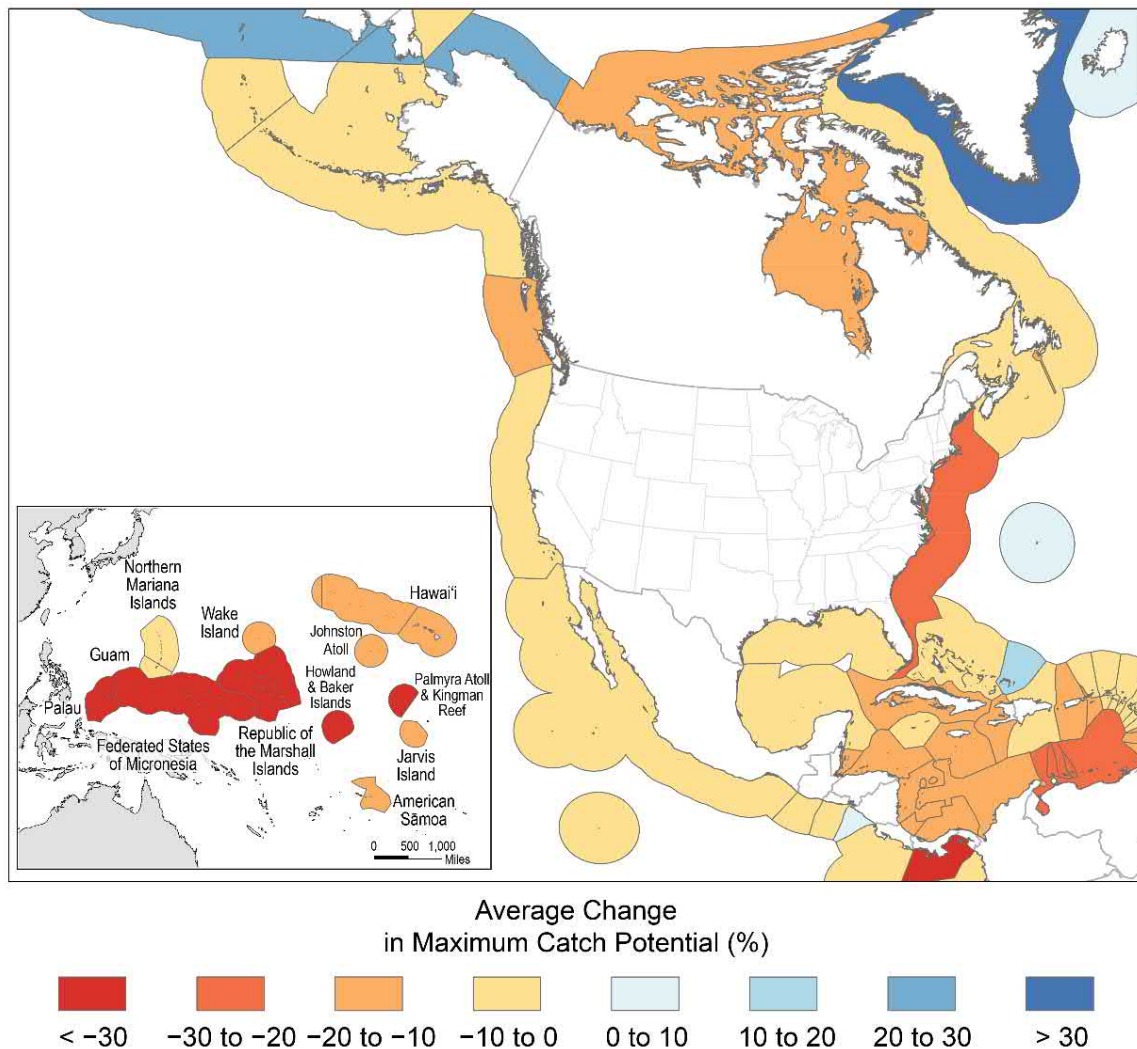 Northern
Mariana
Islands
Wake
Island
Hawai‘i
Johnston
Atoll
Guam
Howland
& Baker
Islands
Palmyra Atoll
& Kingman
Reef
Palau
Federated States
of Micronesia
Republic of
the Marshall
Islands
Jarvis
Island
American
Sāmoa
0 500 1,000
Miles
Average Change
in Maximum Catch Potential (%)
< −30 −30 to −20 −20 to −10 −10 to 0 0 to 10 10 to 20 20 to 30 > 30